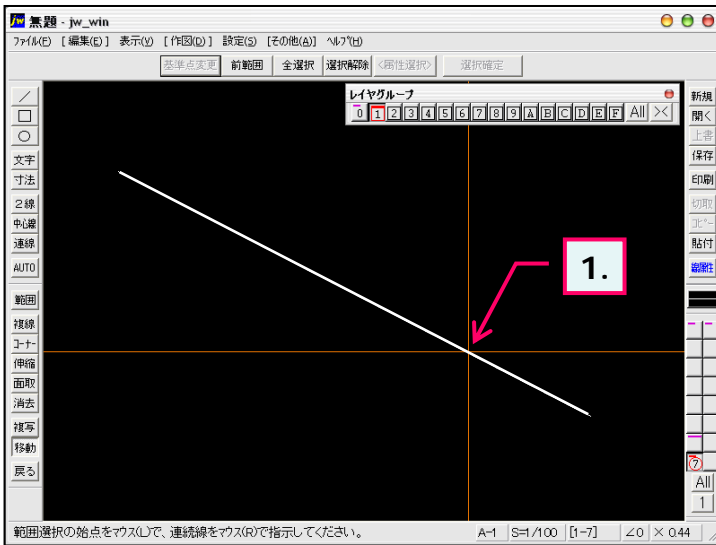 無題 - jw_win
ファイル(F) [編集(E)] 表示(V) [作図(D)] 設定(S) [その他(A)] ヘルプ(H)
基準点変更 前範囲 全選択 選択解除 <属性選択> 選択確定
レイヤグループ
0 1 2 3 4 5 6 7 8 9 A B C D E F All ><
文字
寸法
2線
中心線
連線
AUTO
範囲
複線
コーナー
伸縮
面取
消去
複写
移動
戻る
1.
新規
開く
上書
保存
印刷
切取
コピー
貼付
線属性
7
All
1
範囲選択の始点をマウス(L)で、連続線をマウス(R)で指示してください。 A-1 S=1/100 [1-7] ∠0 × 0.44